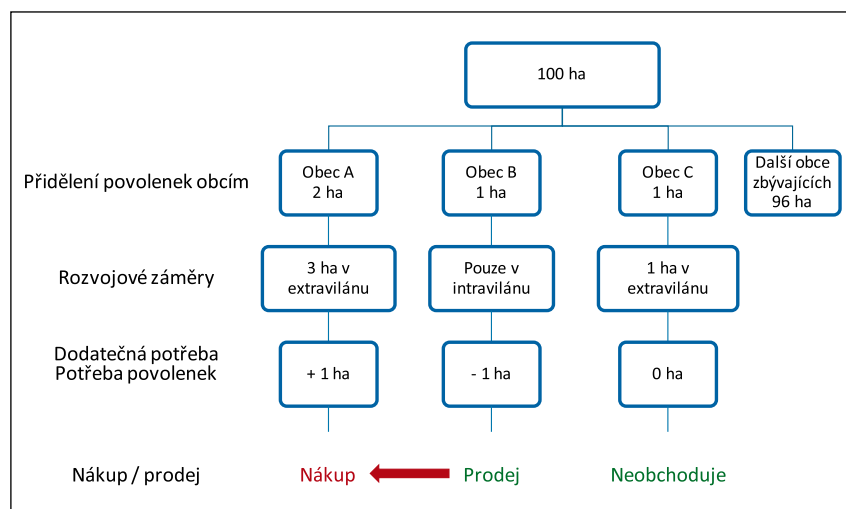 100 ha
Přidělení povolenek obcím
Obec A
2 ha
Obec B
1 ha
Obec C
1 ha
Další obce
zbývajících
96 ha
Rozvojové záměry
3 ha v
extravilánu
Pouze v
intravilánu
1 ha v
extravilánu
Dodatečná potřeba
Potřeba povolenek
+ 1 ha
- 1 ha
0 ha
Nákup / prodej
Nákup
Prodej
Neobchoduje